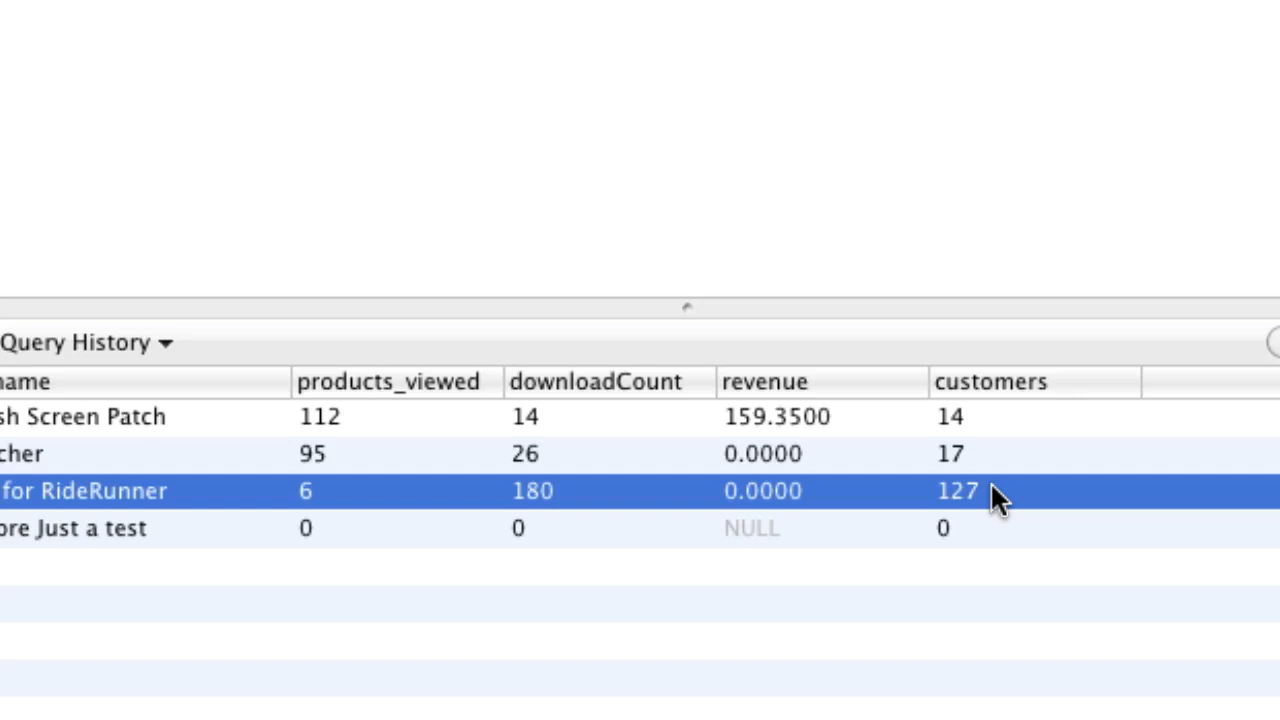 Query History
name products_viewed downloadCount revenue customers
sh Screen Patch 112 14 159.3500 14
cher 95 26 0.0000 17
for RideRunner 6 180 0.0000 127
ore Just a test 0 0 NULL 0